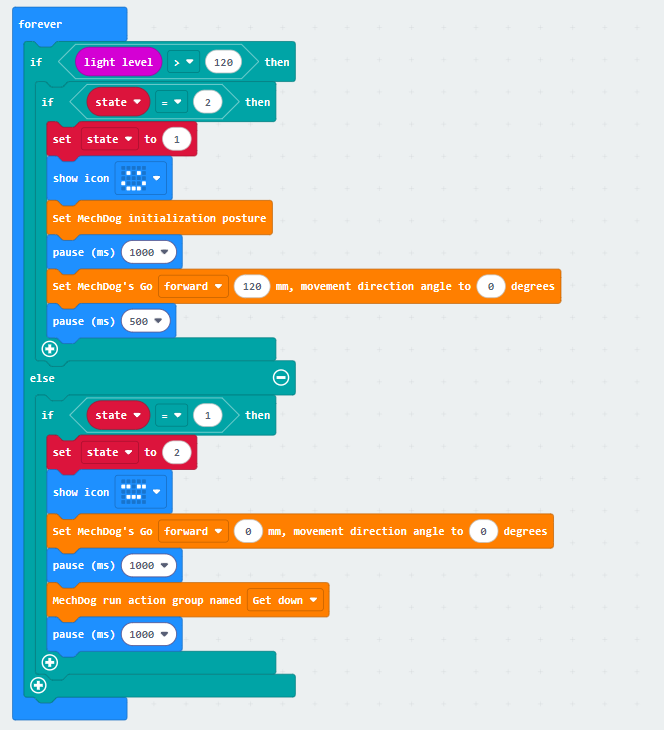 forever
if light level > 120 then
if state = 2 then
set state to 1
show icon
Set MechDog initialization posture
pause (ms) 1000
Set MechDog's Go forward 120 mm, movement direction angle to 0 degrees
pause (ms) 500
else
if state = 1 then
set state to 2
show icon
Set MechDog's Go forward 0 mm, movement direction angle to 0 degrees
pause (ms) 1000
MechDog run action group named Get down
pause (ms) 1000